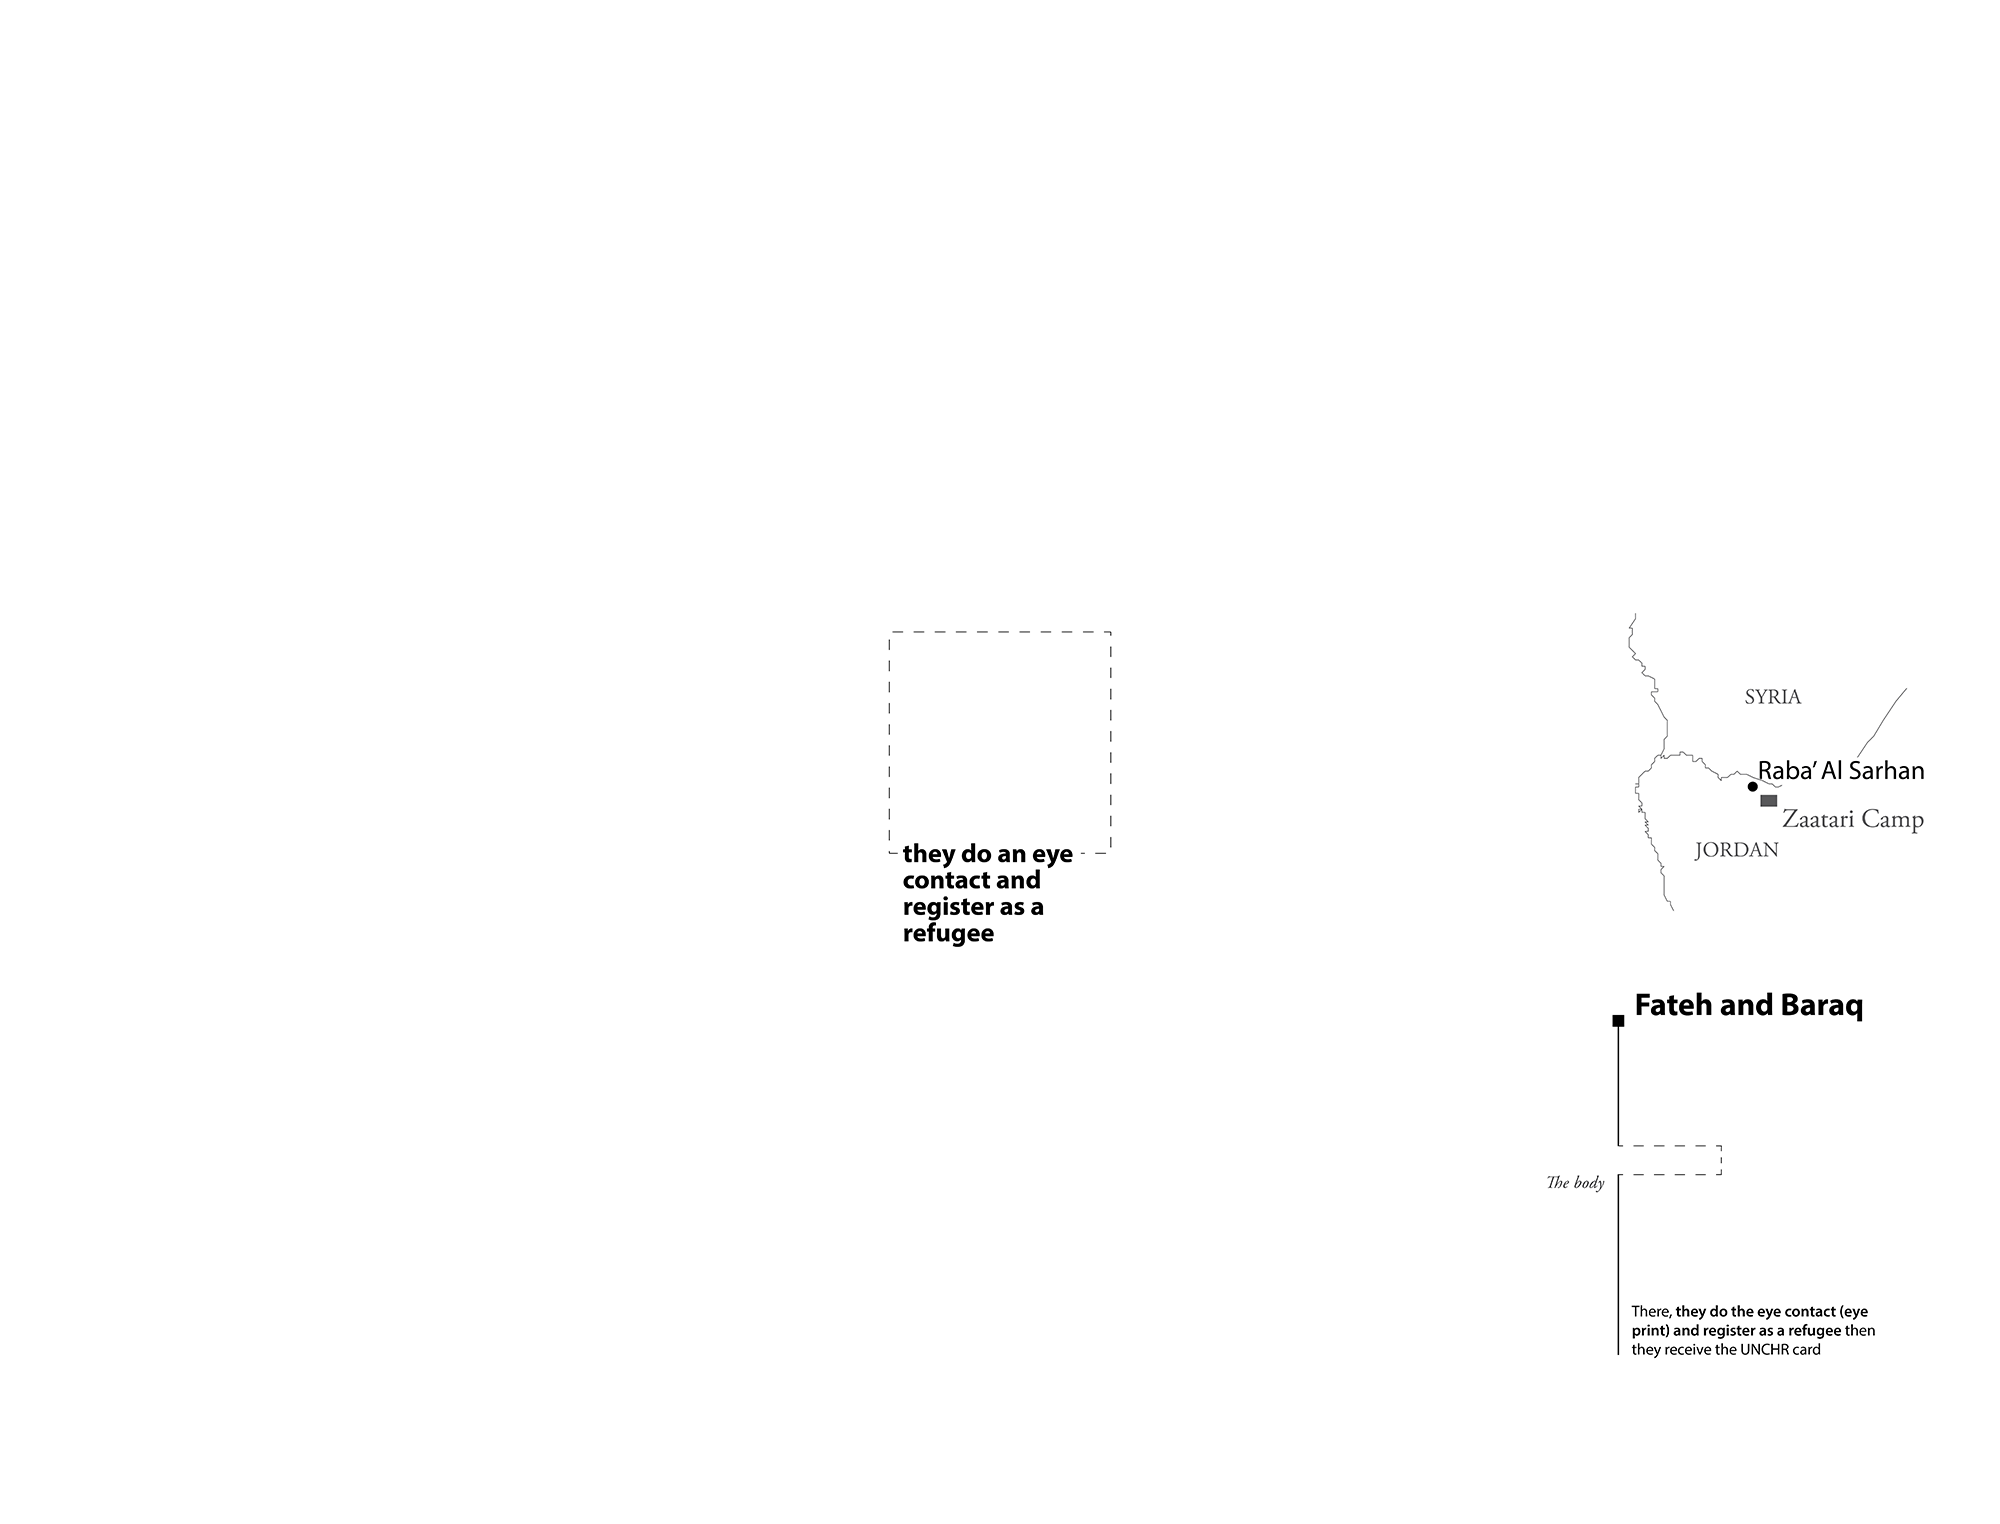 they do an eye
contact and
register as a
refugee
SYRIA
Raba’ Al Sarhan
Zaatari Camp
JORDAN
Fateh and Baraq
The body
There, they do the eye contact (eye
print) and register as a refugee then
they receive the UNCHR card